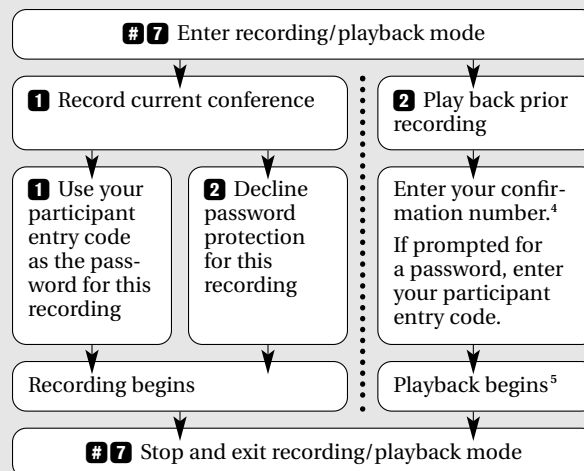 #7 Enter recording/playback mode
1 Record current conference
1 Use your
participant
entry code
as the pass-
word for this
recording
2 Decline
password
protection
for this
recording
Recording begins
2 Play back prior
recording
Enter your confir-
mation number.⁴
If prompted for
a password, enter
your participant
entry code.
Playback begins⁵
#7 Stop and exit recording/playback mode